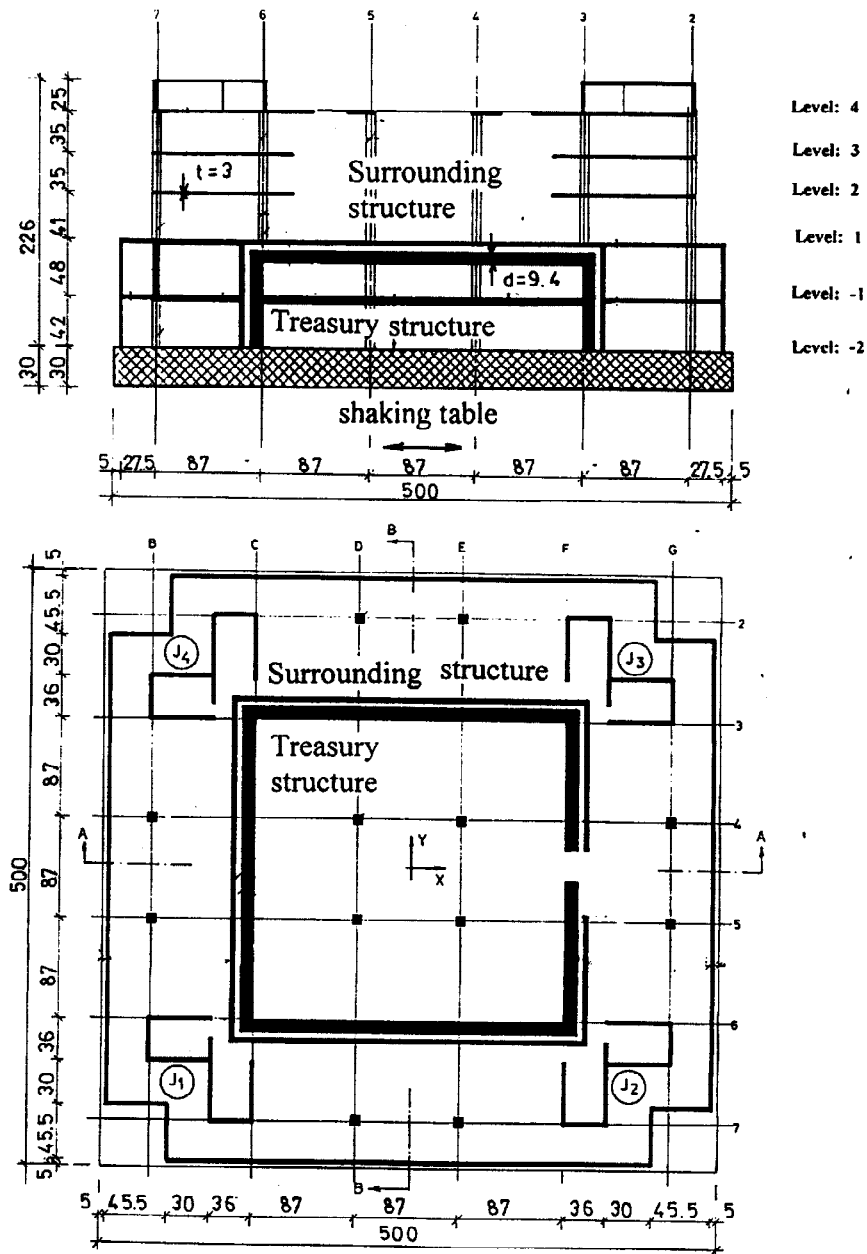 7 6 5 4 3 2
25
35
35
41
48
42
226
30
30
Level: 4
Level: 3
Level: 2
Level: 1
Level: -1
Level: -2
t=3
Surrounding
structure
d=9.4
Treasury structure
shaking table
5 27.5 87 87 87 87 87 27.5 5
500
B C D E F G
B
5
45.5
30
36
87
87
87
36
30
45.5
5
500
J4
J3
Surrounding structure
Treasury
structure
2
3
4
5
6
7
A
A
Y
X
J1
J2
B
5 45.5 30 36 87 87 87 36 30 45.5 5
500